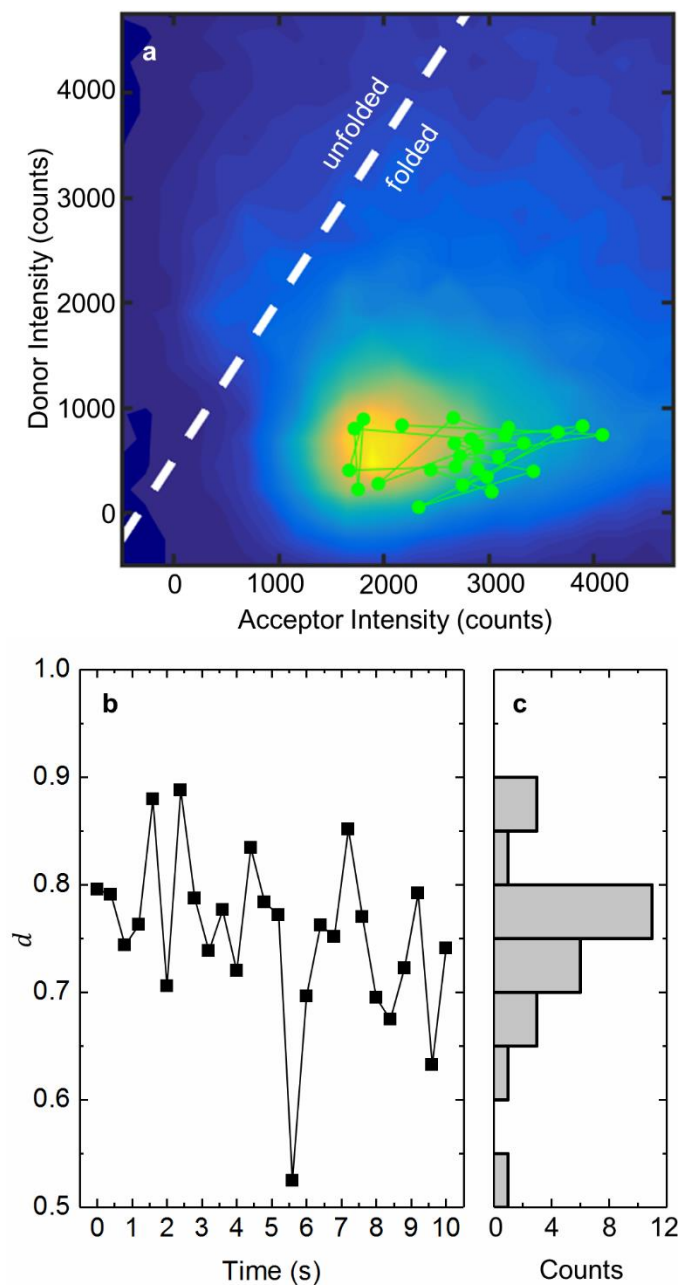 a
unfolded
folded
4000
3000
2000
1000
0
Donor Intensity (counts)
0 1000 2000 3000 4000
Acceptor Intensity (counts)
b
1.0
0.9
0.8
0.7
0.6
0.5
d
0 1 2 3 4 5 6 7 8 9 10
Time (s)
c
0 4 8 12
Counts